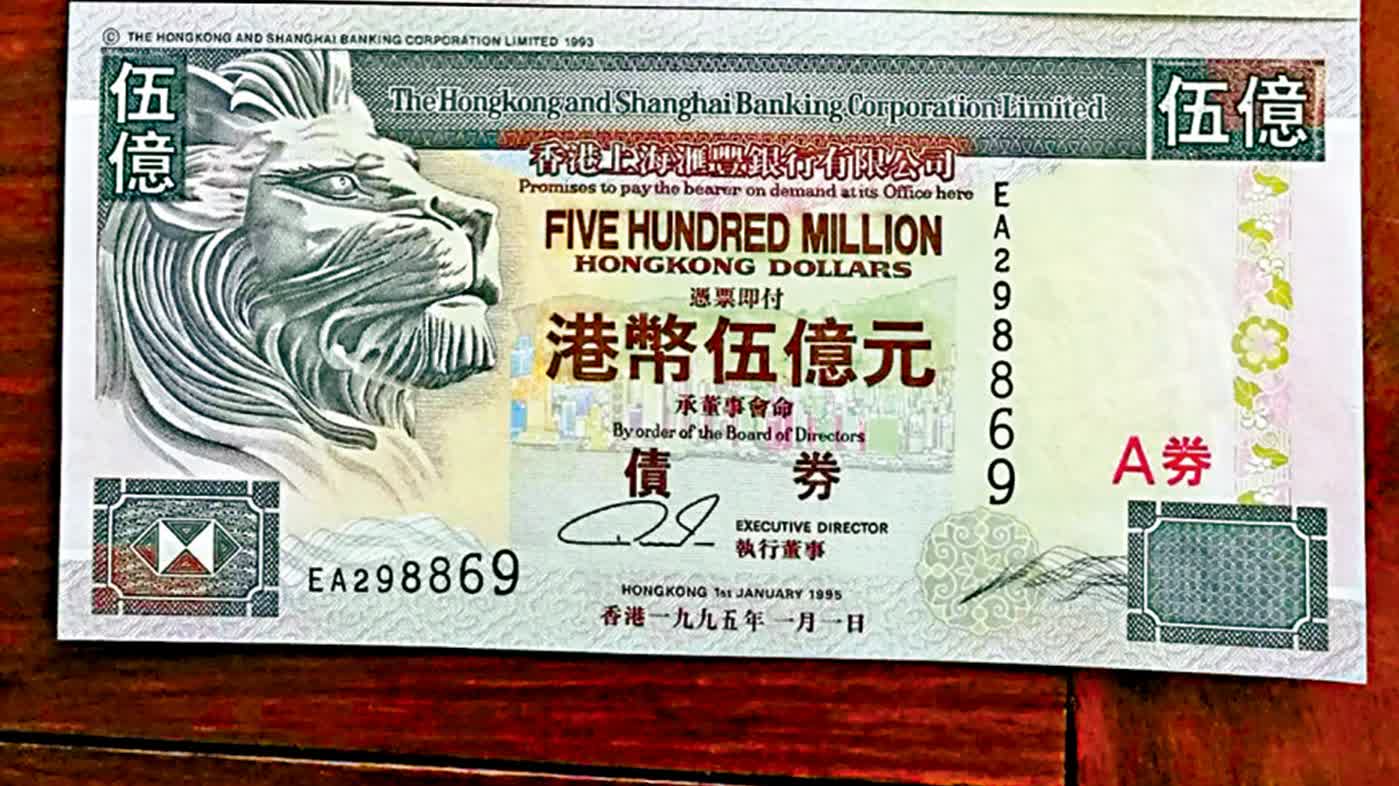 © THE HONGKONG AND SHANGHAI BANKING CORPORATION LIMITED 1993
伍億
The Hongkong and Shanghai Banking Corporation Limited
伍億
香港上海滙豐銀行有限公司
Promises to pay the bearer on demand at its Office here
FIVE HUNDRED MILLION
HONGKONG DOLLARS
憑票即付
港幣伍億元
承董事會命
By order of the Board of Directors
債 券
EXECUTIVE DIRECTOR
執行董事
HONGKONG 1st JANUARY 1995
香港一九九五年一月一日
EA298869
EA298869
A券